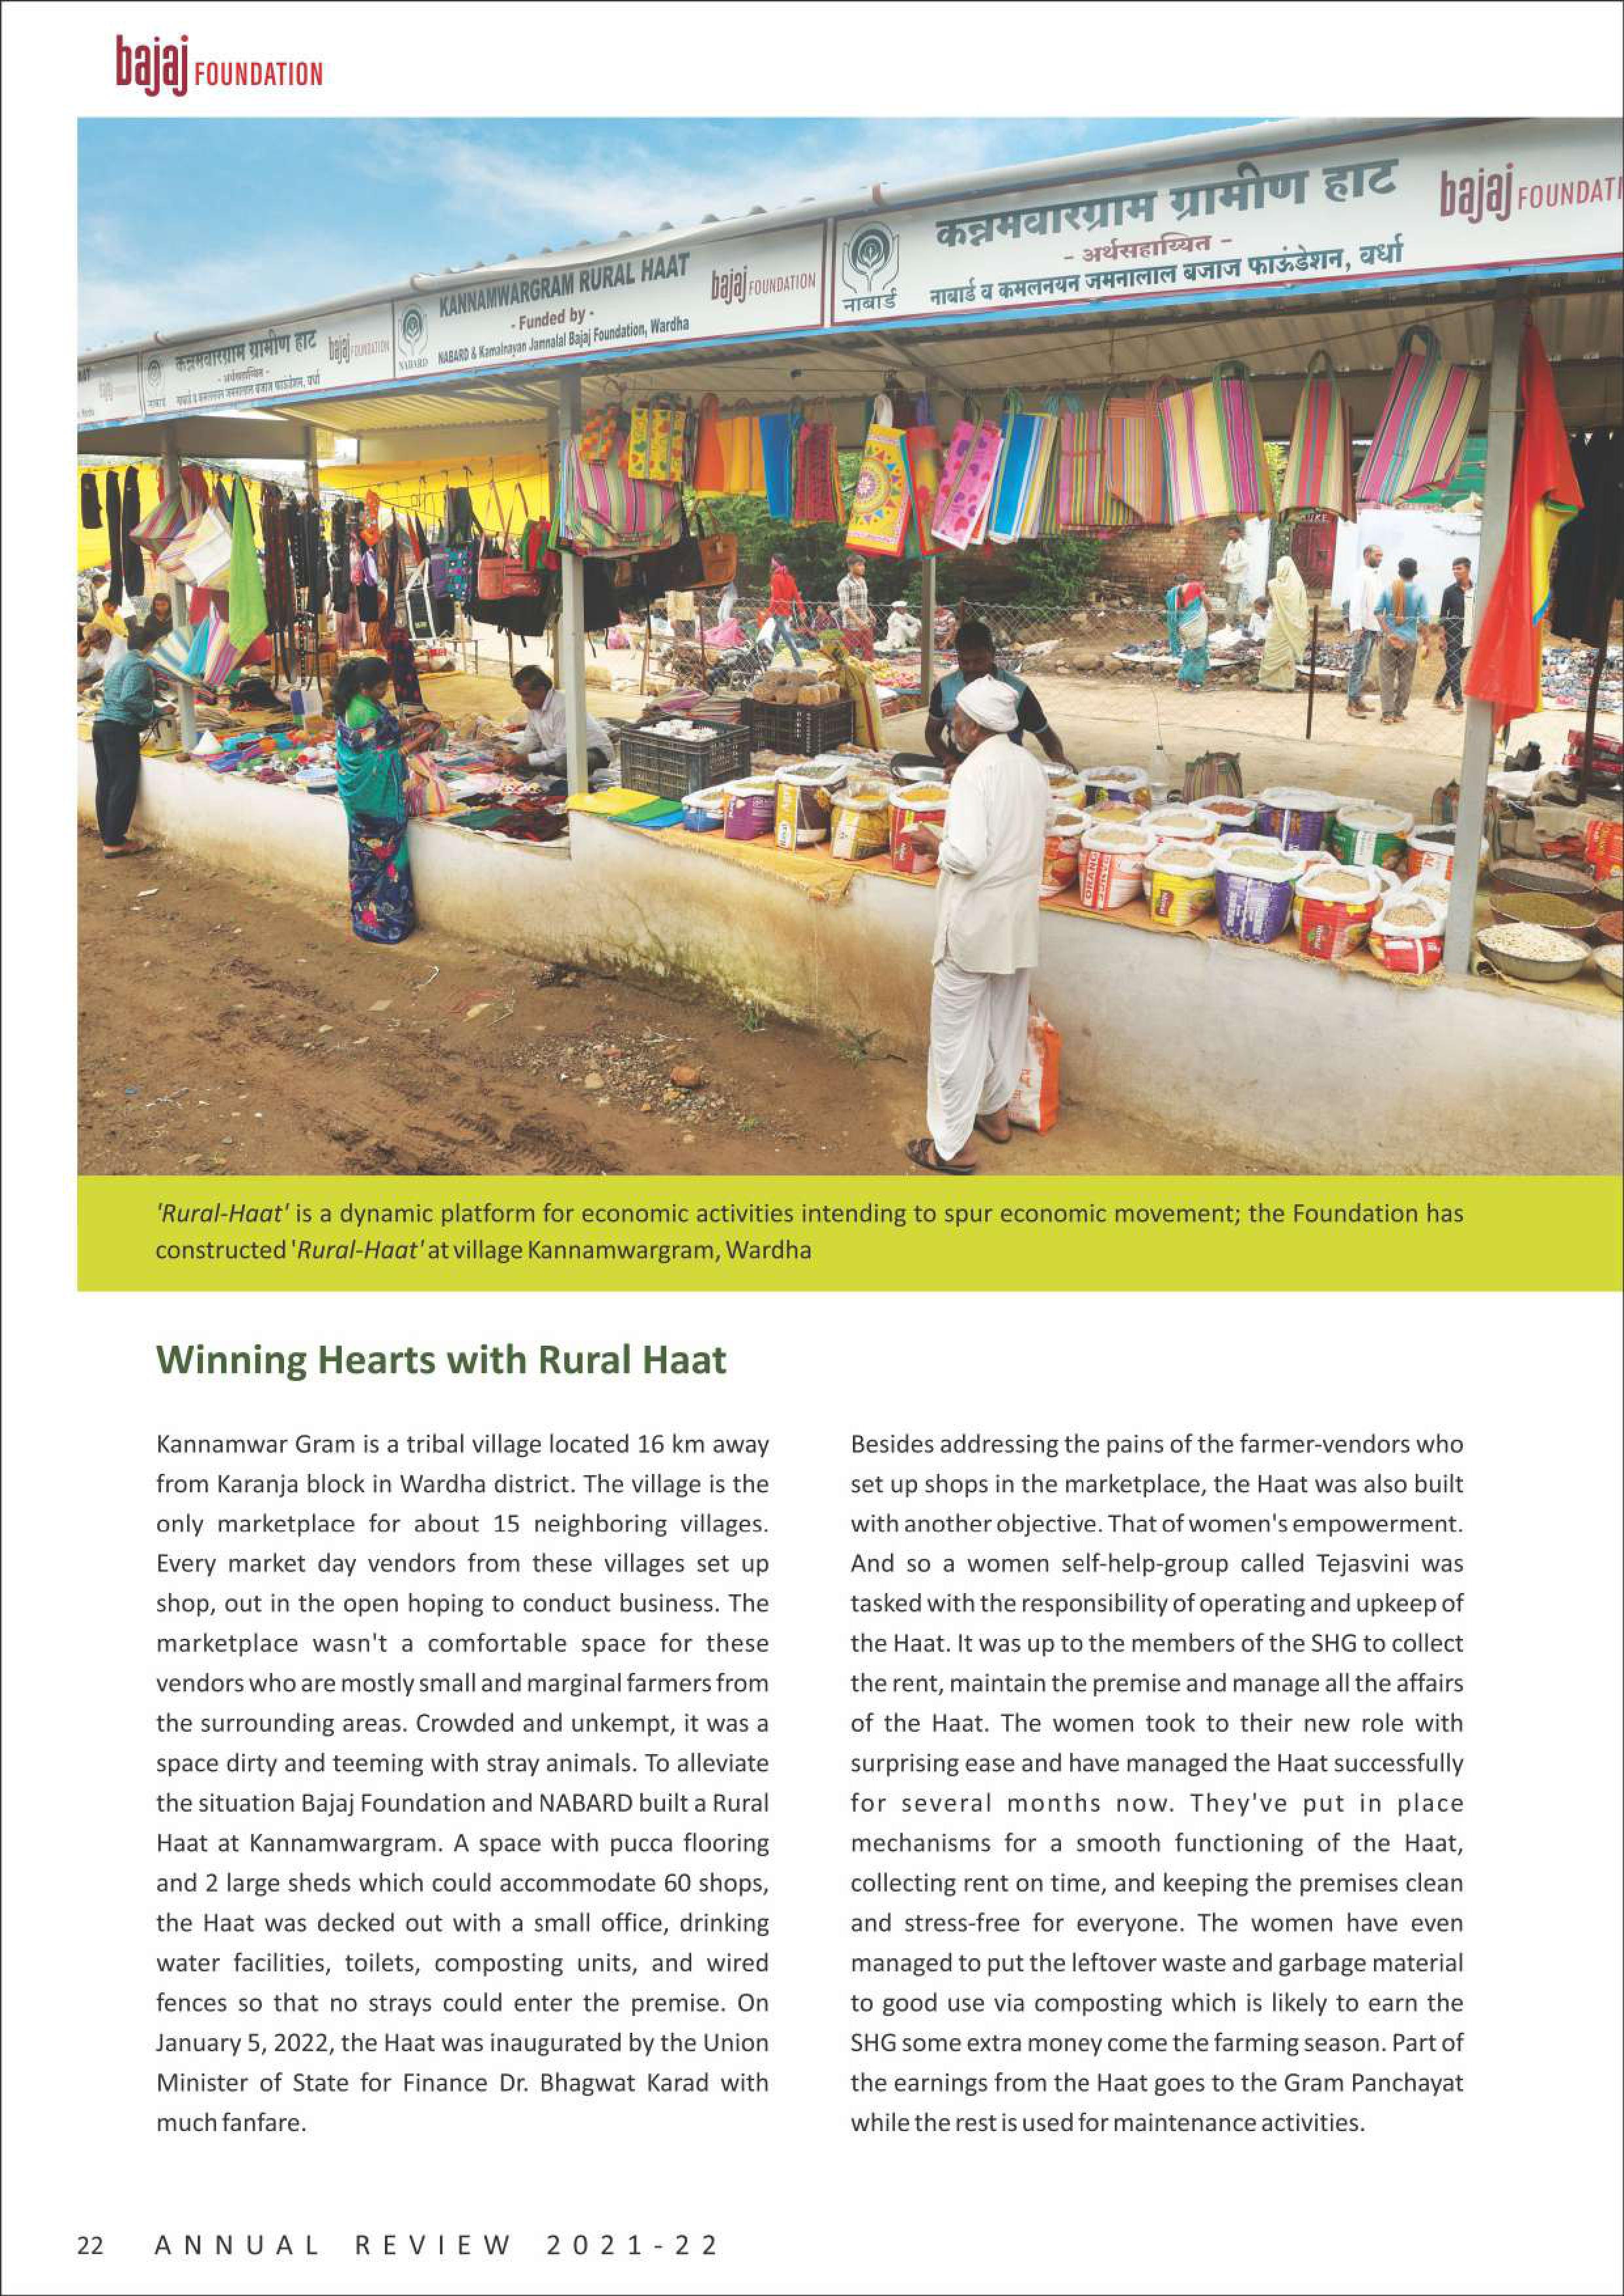 bajaj FOUNDATION
कन्नमवारग्राम ग्रामीण हाट
- अर्थसहाय्यित -
नाबार्ड व कमलनयन जमनालाल बजाज फाऊंडेशन, वर्धा
नाबार्ड
bajaj FOUNDATI
KANNAMWARGRAM RURAL HAAT
- Funded by -
NABARD & Kamalnayan Jamnalal Bajaj Foundation, Wardha
NABARD
bajaj FOUNDATION
कन्नमवारग्राम ग्रामीण हाट
- अर्थसहाय्यित -
नाबार्ड व कमलनयन जमनालाल बजाज फाऊंडेशन, वर्धा
नाबार्ड
bajaj FOUNDATION
'Rural-Haat' is a dynamic platform for economic activities intending to spur economic movement; the Foundation has
constructed 'Rural-Haat' at village Kannamwargram, Wardha
Winning Hearts with Rural Haat
Kannamwar Gram is a tribal village located 16 km away
from Karanja block in Wardha district. The village is the
only marketplace for about 15 neighboring villages.
Every market day vendors from these villages set up
shop, out in the open hoping to conduct business. The
marketplace wasn't a comfortable space for these
vendors who are mostly small and marginal farmers from
the surrounding areas. Crowded and unkempt, it was a
space dirty and teeming with stray animals. To alleviate
the situation Bajaj Foundation and NABARD built a Rural
Haat at Kannamwargram. A space with pucca flooring
and 2 large sheds which could accommodate 60 shops,
the Haat was decked out with a small office, drinking
water facilities, toilets, composting units, and wired
fences so that no strays could enter the premise. On
January 5, 2022, the Haat was inaugurated by the Union
Minister of State for Finance Dr. Bhagwat Karad with
much fanfare.
Besides addressing the pains of the farmer-vendors who
set up shops in the marketplace, the Haat was also built
with another objective. That of women's empowerment.
And so a women self-help-group called Tejasvini was
tasked with the responsibility of operating and upkeep of
the Haat. It was up to the members of the SHG to collect
the rent, maintain the premise and manage all the affairs
of the Haat. The women took to their new role with
surprising ease and have managed the Haat successfully
for several months now. They've put in place
mechanisms for a smooth functioning of the Haat,
collecting rent on time, and keeping the premises clean
and stress-free for everyone. The women have even
managed to put the leftover waste and garbage material
to good use via composting which is likely to earn the
SHG some extra money come the farming season. Part of
the earnings from the Haat goes to the Gram Panchayat
while the rest is used for maintenance activities.
22 ANNUAL REVIEW 2021-22